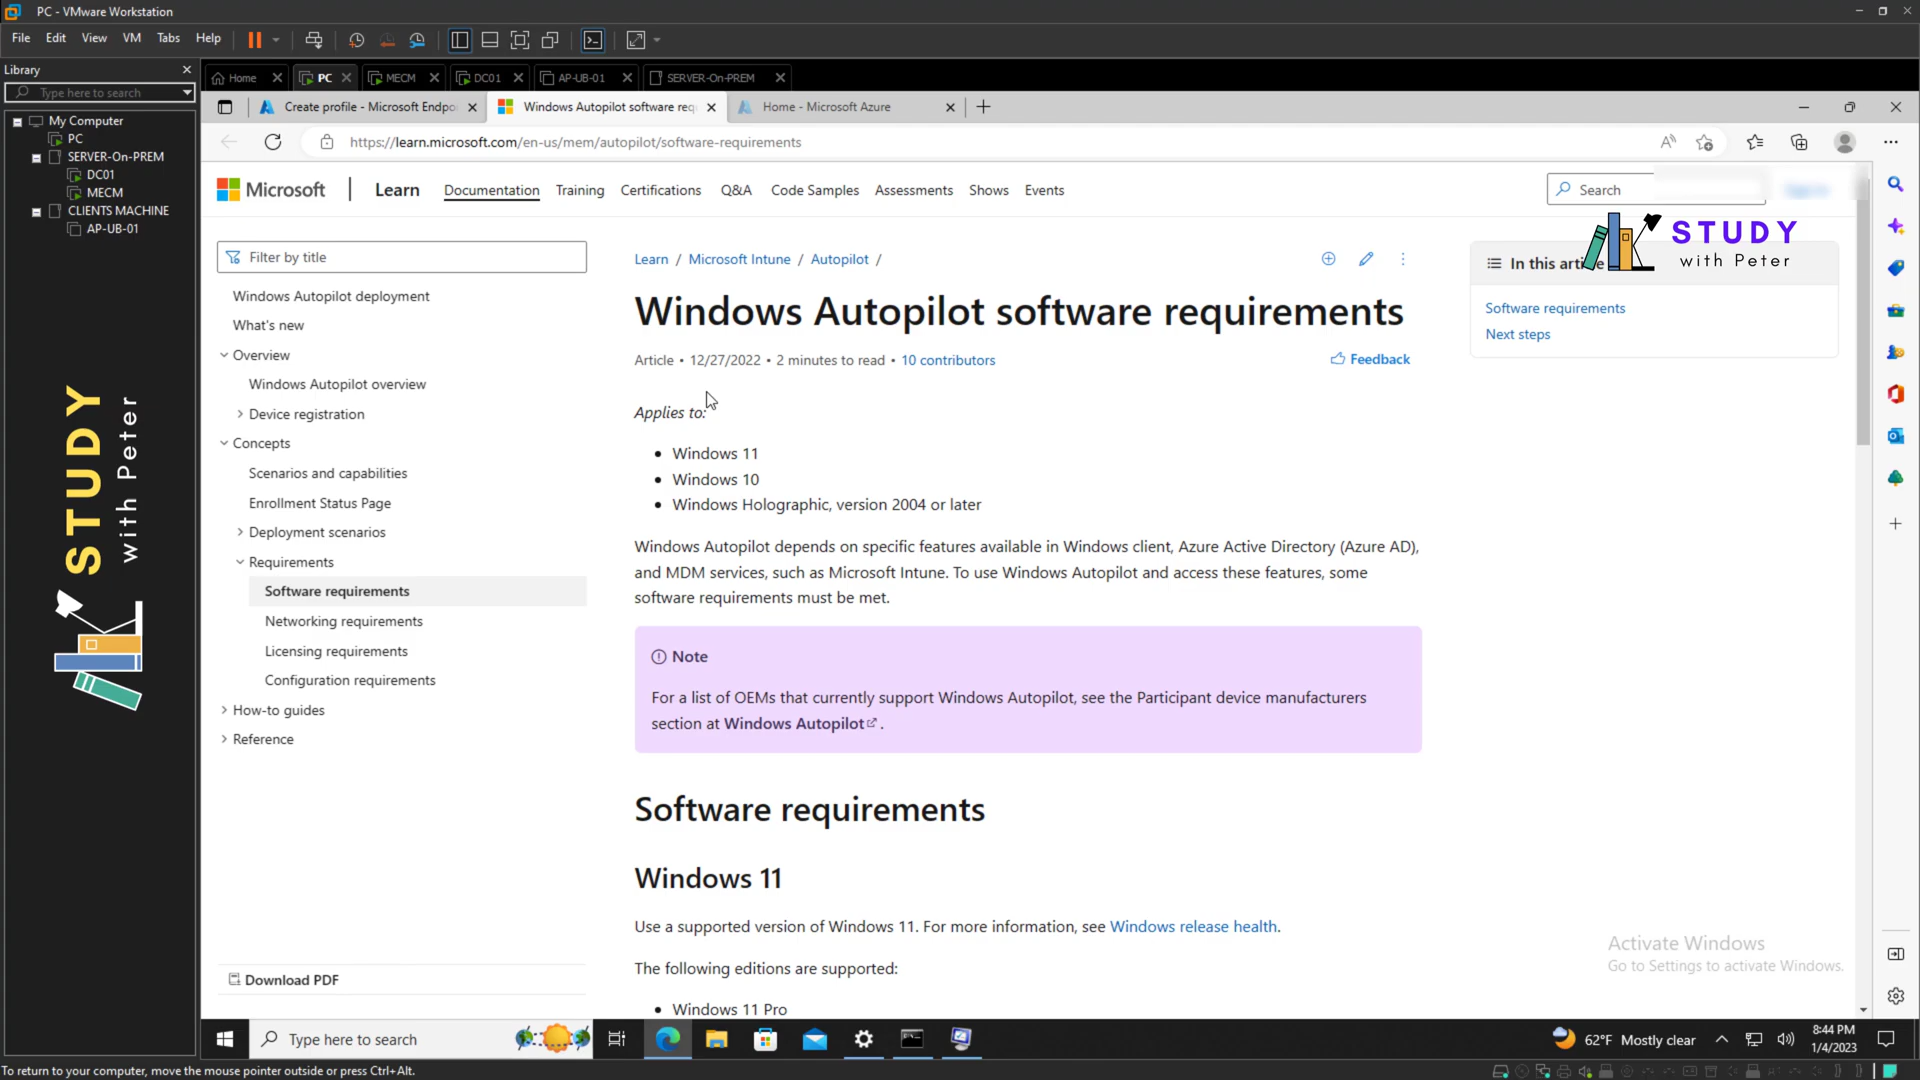 PC - VMware Workstation
File Edit View VM Tabs Help
Library
Type here to search
Home PC MECM DC01 AP-UB-01 SERVER-On-PREM
My Computer
PC
SERVER-On-PREM
DC01
MECM
CLIENTS MACHINE
AP-UB-01
STUDY
with Peter
Create profile - Microsoft Endpo
Windows Autopilot software req
Home - Microsoft Azure
https://learn.microsoft.com/en-us/mem/autopilot/software-requirements
Microsoft Learn Documentation Training Certifications Q&A Code Samples Assessments Shows Events
Search
STUDY
with Peter
Filter by title
Windows Autopilot deployment
What's new
Overview
Windows Autopilot overview
Device registration
Concepts
Scenarios and capabilities
Enrollment Status Page
Deployment scenarios
Requirements
Software requirements
Networking requirements
Licensing requirements
Configuration requirements
How-to guides
Reference
Download PDF
Learn / Microsoft Intune / Autopilot /
Windows Autopilot software requirements
Article • 12/27/2022 • 2 minutes to read • 10 contributors
Feedback
Applies to:
• Windows 11
• Windows 10
• Windows Holographic, version 2004 or later
Windows Autopilot depends on specific features available in Windows client, Azure Active Directory (Azure AD),
and MDM services, such as Microsoft Intune. To use Windows Autopilot and access these features, some
software requirements must be met.
Note
For a list of OEMs that currently support Windows Autopilot, see the Participant device manufacturers
section at Windows Autopilot .
Software requirements
Windows 11
Use a supported version of Windows 11. For more information, see Windows release health.
The following editions are supported:
• Windows 11 Pro
In this arti
Software requirements
Next steps
Activate Windows
Go to Settings to activate Windows.
Type here to search
62°F Mostly clear
8:44 PM
1/4/2023
To return to your computer, move the mouse pointer outside or press Ctrl+Alt.